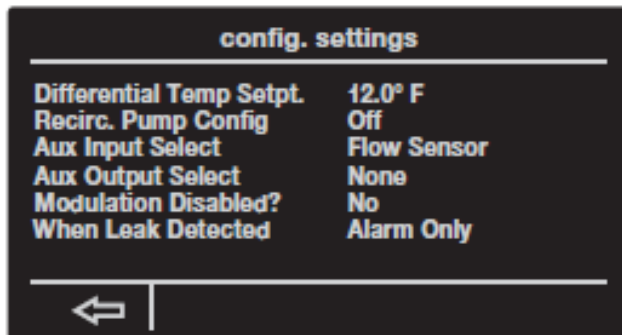 config. settings
Differential Temp Setpt. 12.0° F
Recirc. Pump Config Off
Aux Input Select Flow Sensor
Aux Output Select None
Modulation Disabled? No
When Leak Detected Alarm Only